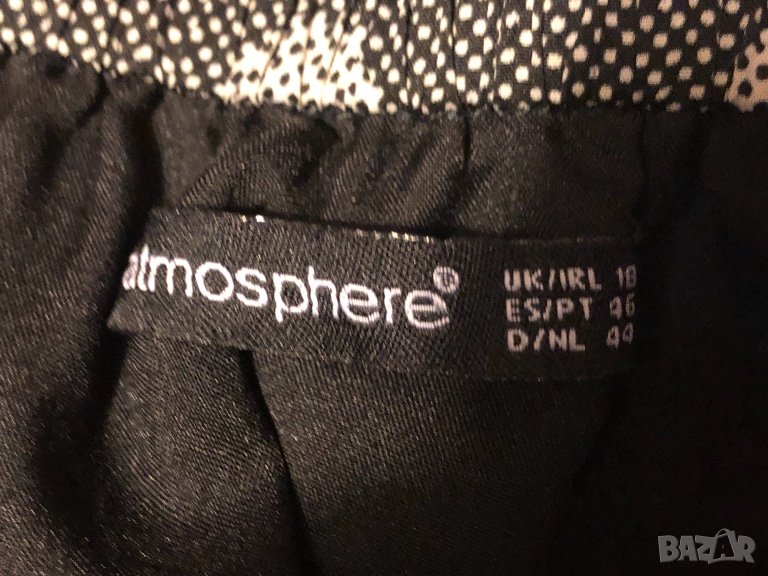 atmosphere®
UK/IRL 18
ES/PT 46
D/NL 44
BAZAR